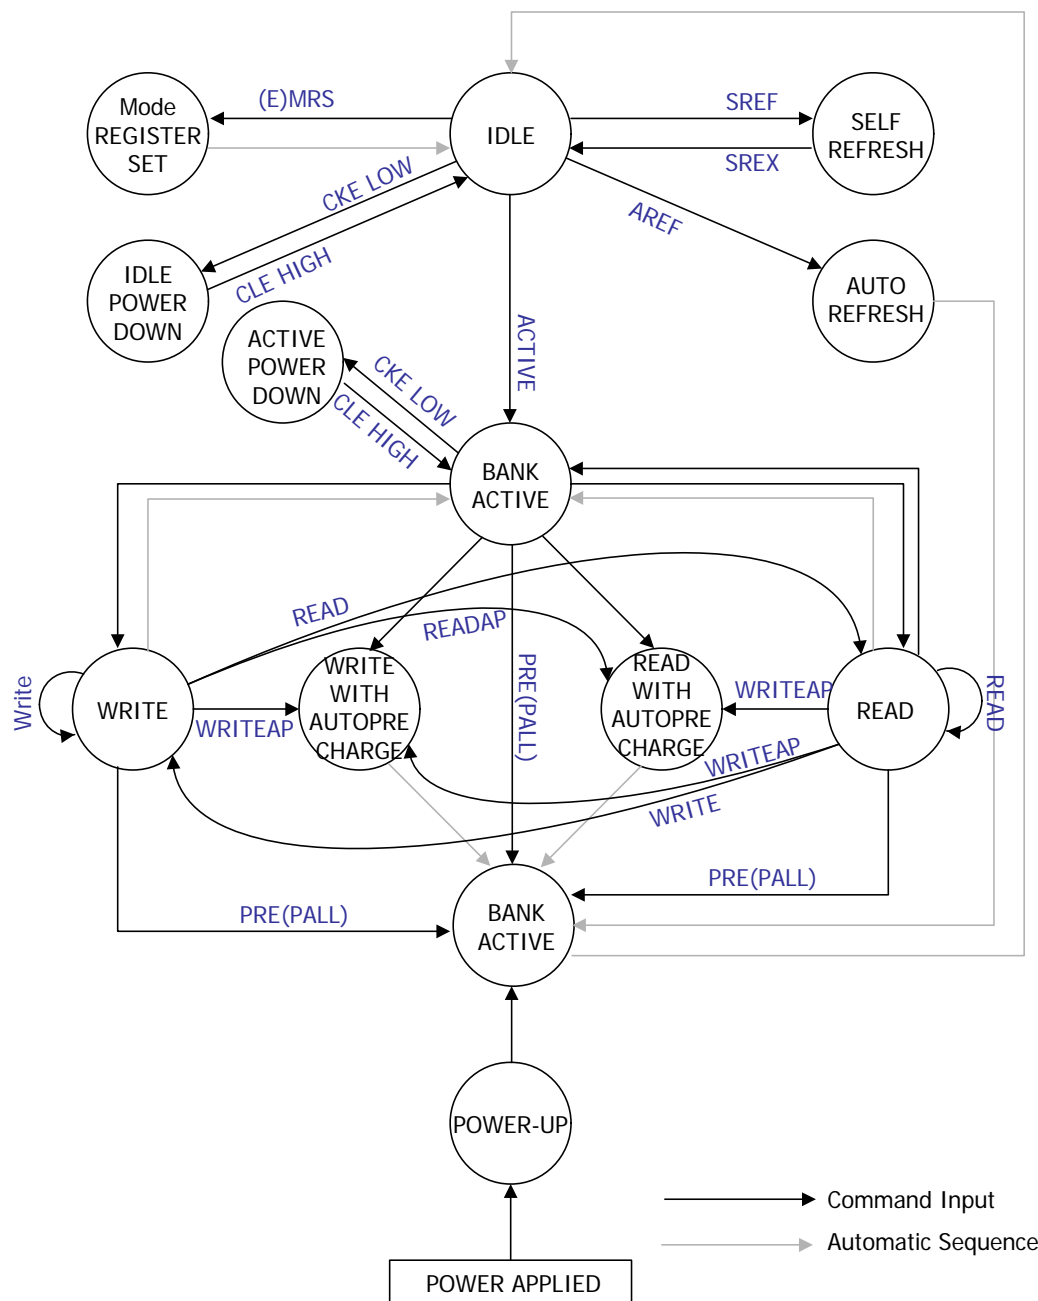 (E)MRS
SREF
Mode
REGISTER
SET
IDLE
SELF
REFRESH
SREX
CKE LOW
AREF
CLE HIGH
IDLE
POWER
DOWN
AUTO
REFRESH
ACTIVE
POWER
DOWN
ACTIVE
CKE LOW
CLE HIGH
BANK
ACTIVE
READ
READAP
WRITE
WITH
AUTOPRE
CHARGE
READ
WITH
AUTOPRE
CHARGE
Write
WRITE
WRITEAP
PRE(PALL)
WRITEAP
READ
READ
WRITEAP
WRITE
PRE(PALL)
PRE(PALL)
BANK
ACTIVE
POWER-UP
Command Input
Automatic Sequence
POWER APPLIED